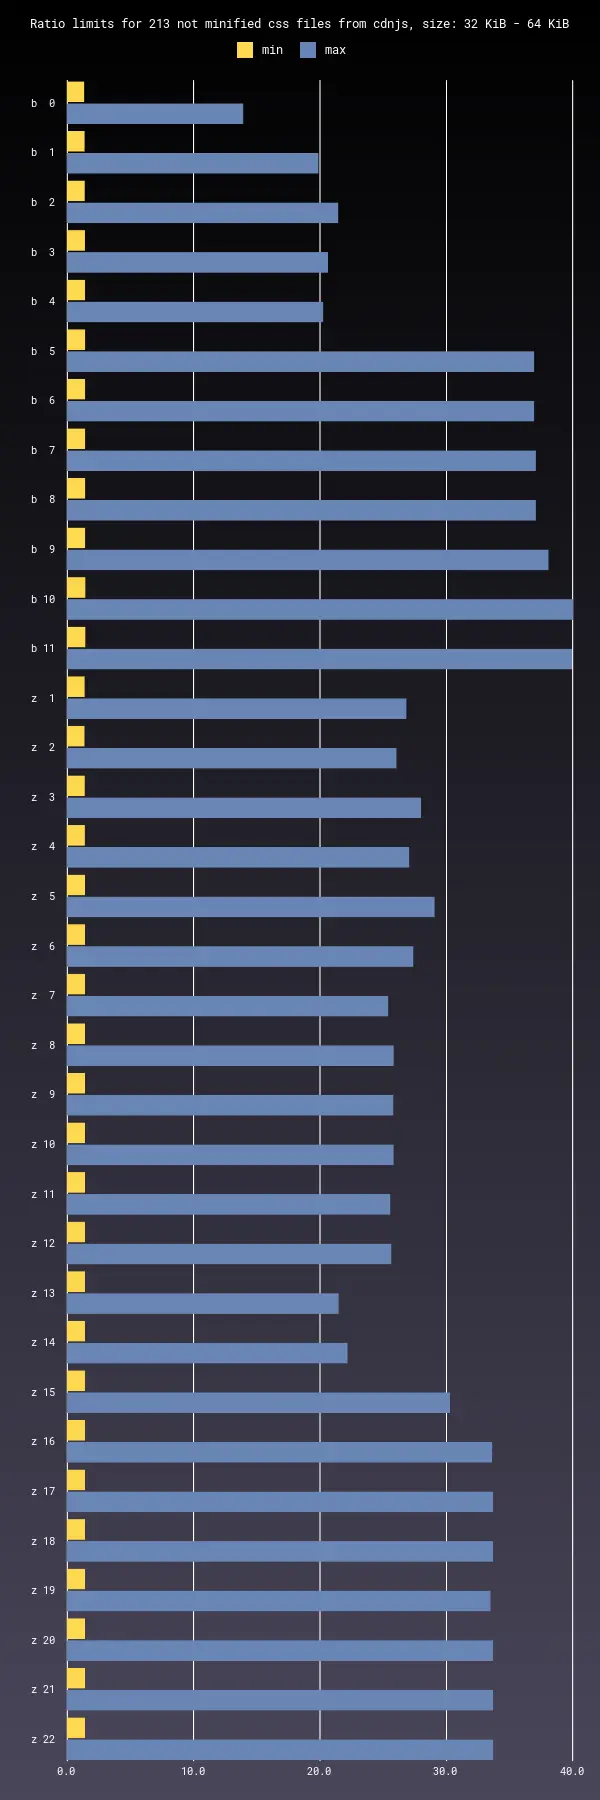 Ratio limits for 213 not minified css files from cdnjs, size: 32 KiB - 64 KiB
min max
b 0
b 1
b 2
b 3
b 4
b 5
b 6
b 7
b 8
b 9
b 10
b 11
z 1
z 2
z 3
z 4
z 5
z 6
z 7
z 8
z 9
z 10
z 11
z 12
z 13
z 14
z 15
z 16
z 17
z 18
z 19
z 20
z 21
z 22
0.0 10.0 20.0 30.0 40.0